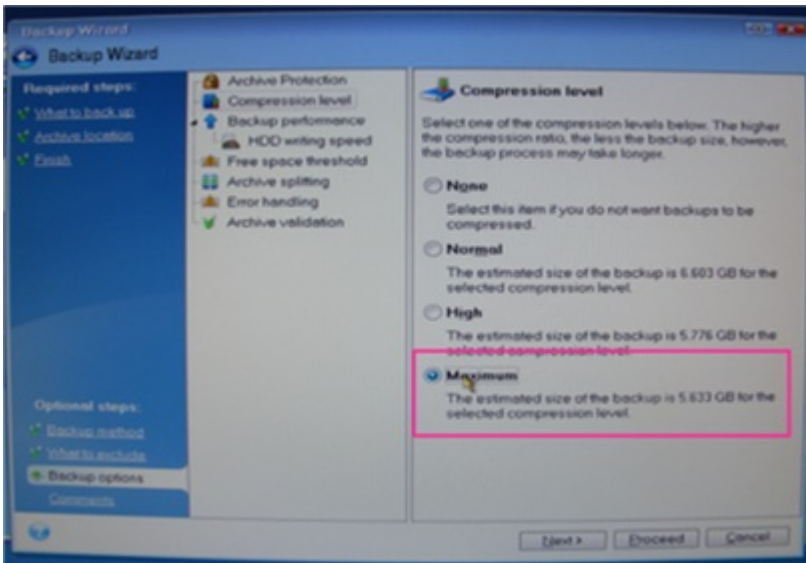 Backup Wizard
Backup Wizard
Required steps:
What to back up
Archive location
Finish
Optional steps:
Backup method
What to exclude
Backup options
Comments
Archive Protection
Compression level
Backup performance
HDD writing speed
Free space threshold
Archive splitting
Error handling
Archive validation
Compression level
Select one of the compression levels below. The higher
the compression ratio, the less the backup size, however,
the backup process may take longer.
None
Select this item if you do not want backups to be
compressed.
Normal
The estimated size of the backup is 6.603 GB for the
selected compression level.
High
The estimated size of the backup is 5.776 GB for the
selected compression level.
Maximum
The estimated size of the backup is 5.633 GB for the
selected compression level.
Next >
Proceed
Cancel